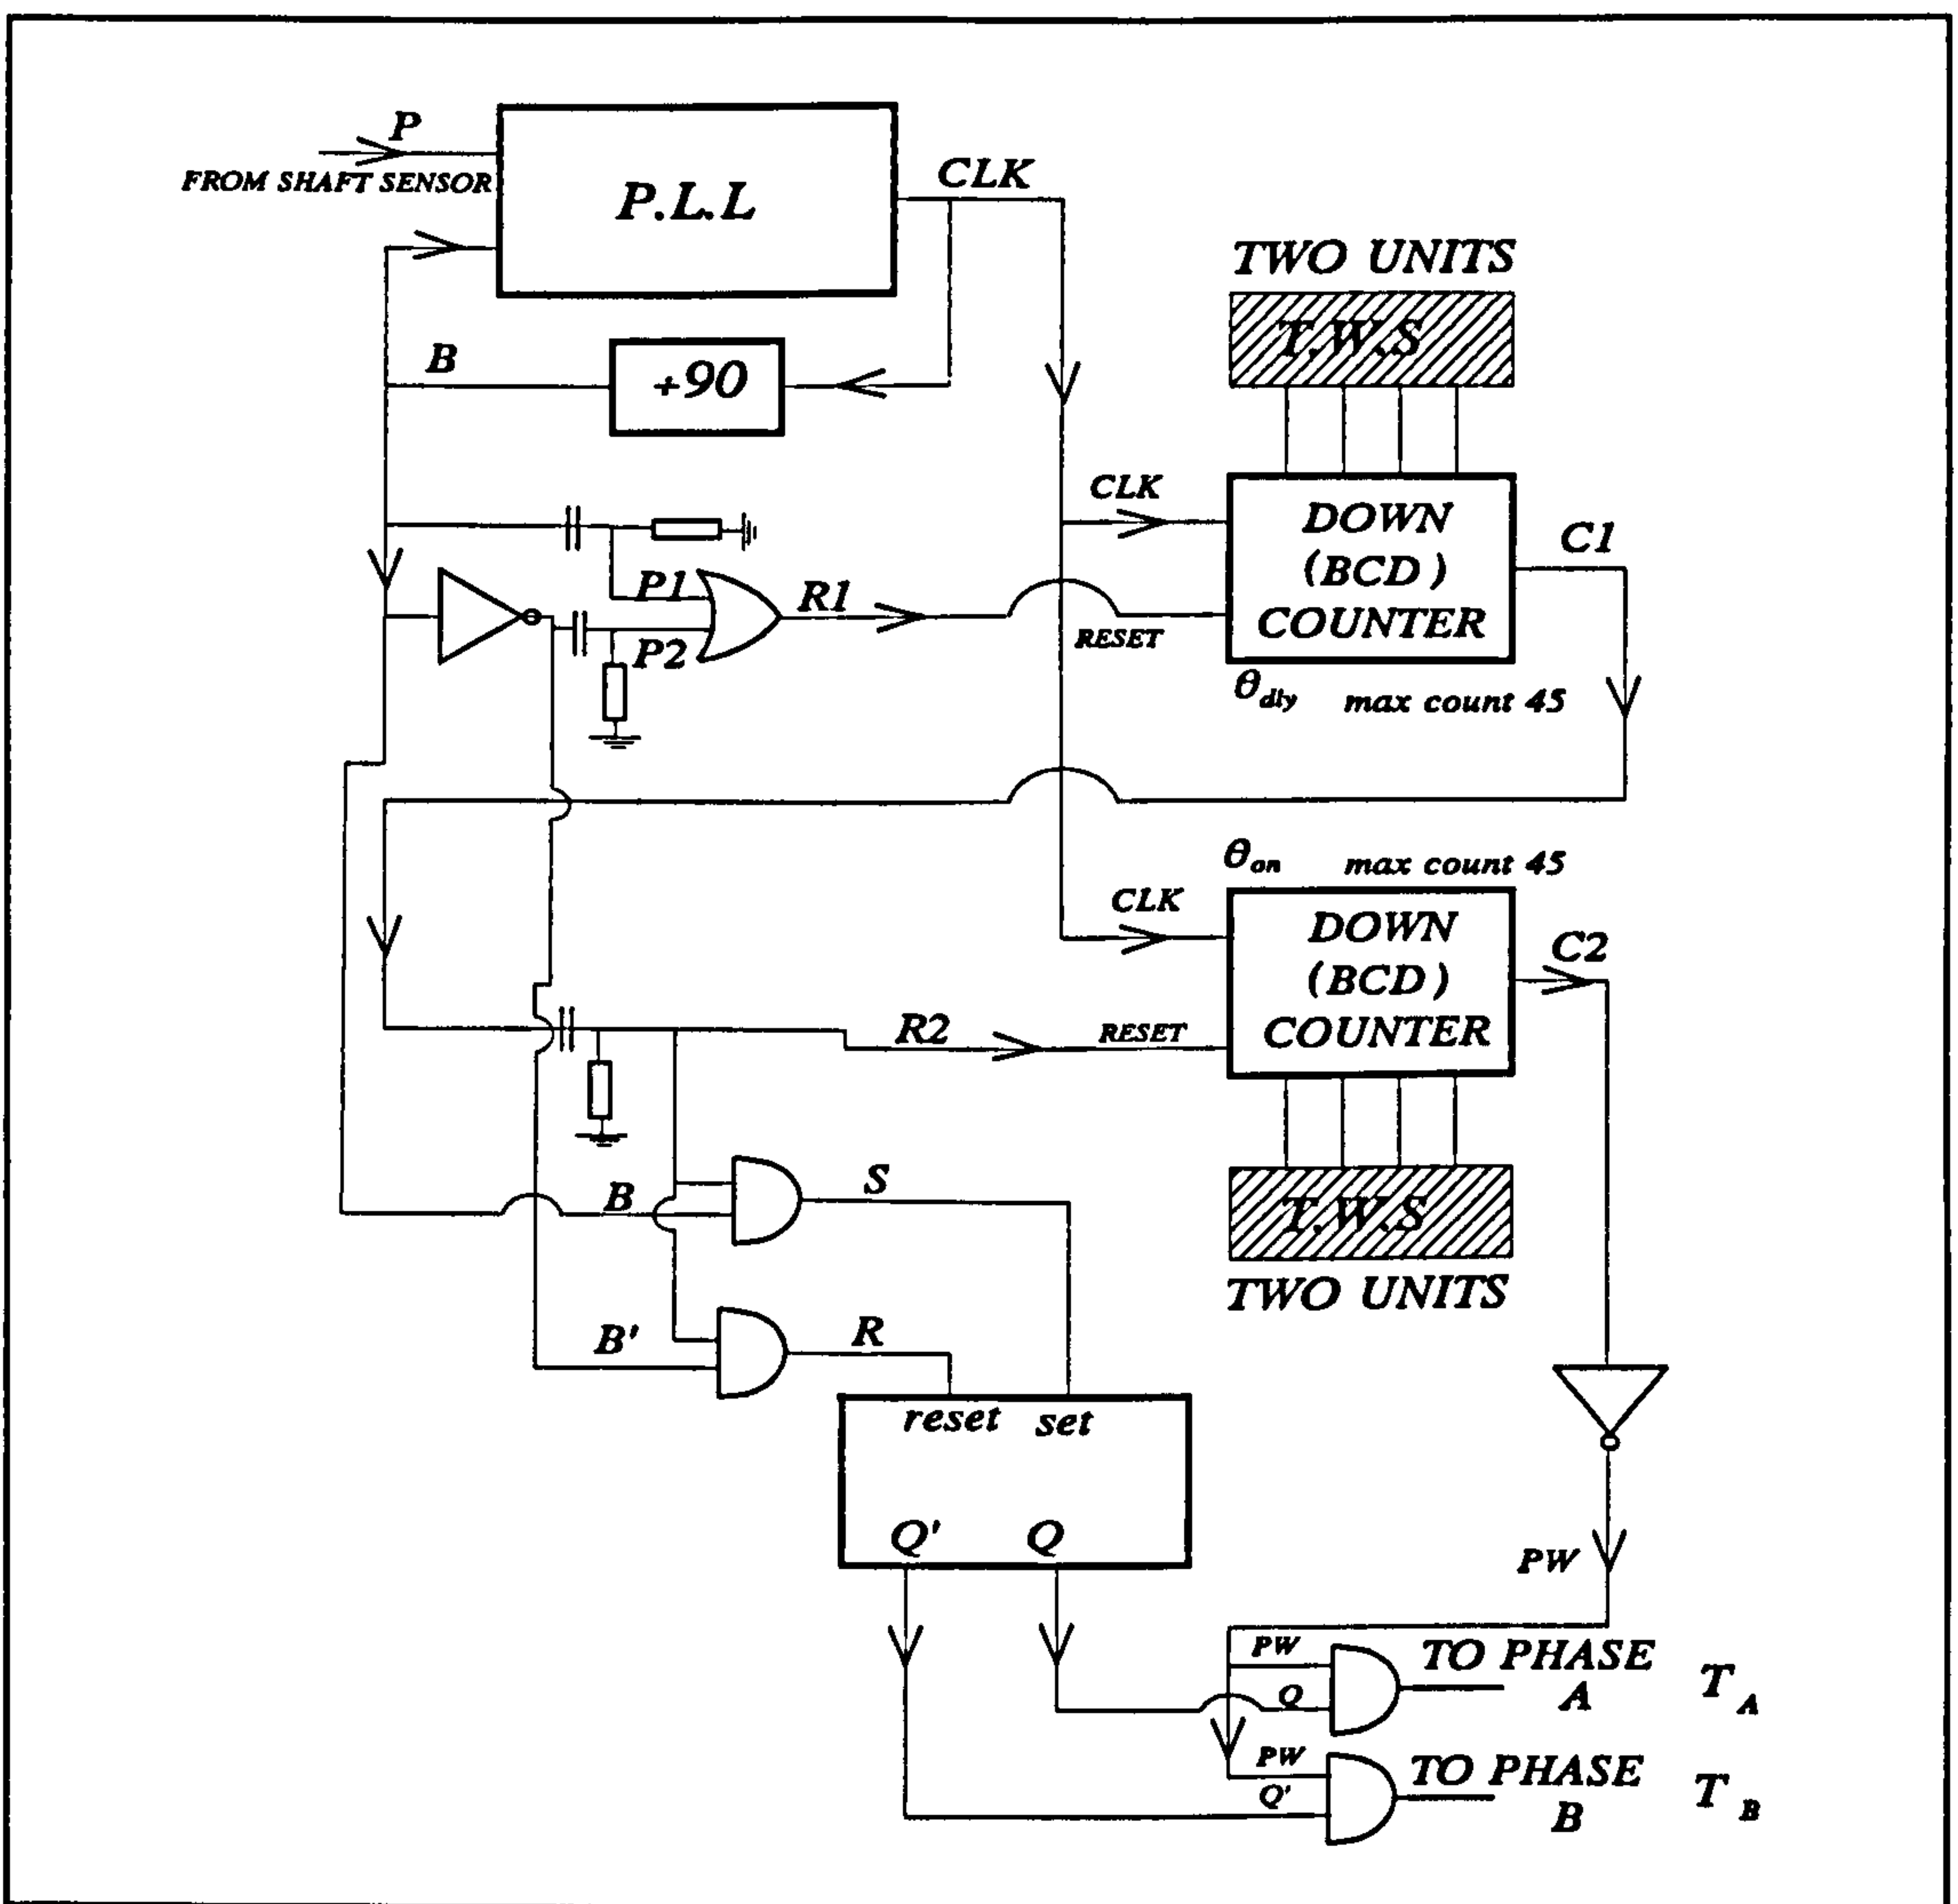 P
FROM SHAFT SENSOR
P.L.L
CLK
TWO UNITS
T.W.S
B
+90
CLK
DOWN
(BCD)
COUNTER
C1
P1
R1
P2
RESET
θdly max count 45
θon max count 45
CLK
DOWN
(BCD)
COUNTER
C2
R2
RESET
S
B
T.W.S
TWO UNITS
B'
R
reset set
Q' Q
PW
PW
TO PHASE
A
TA
Q
PW
TO PHASE
B
TB
Q'